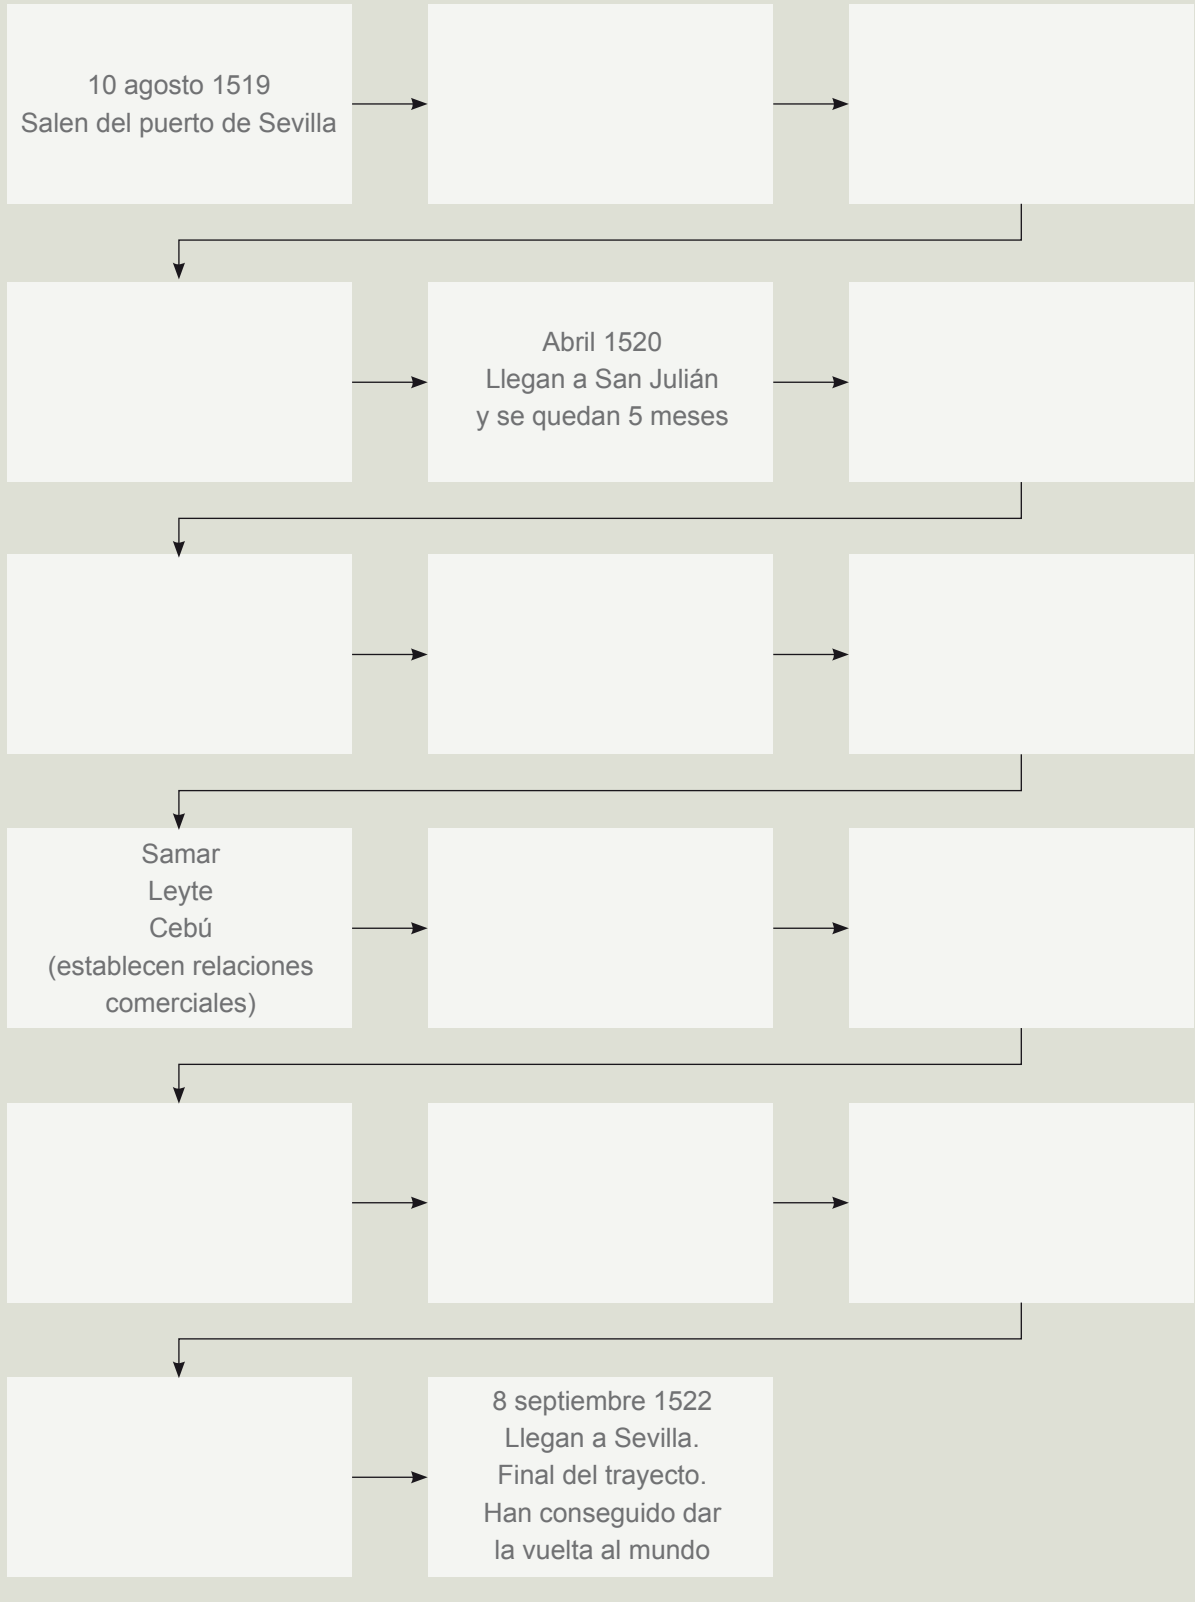 10 agosto 1519
Salen del puerto de Sevilla
Abril 1520
Llegan a San Julián
y se quedan 5 meses
Samar
Leyte
Cebú
(establecen relaciones
comerciales)
8 septiembre 1522
Llegan a Sevilla.
Final del trayecto.
Han conseguido dar
la vuelta al mundo